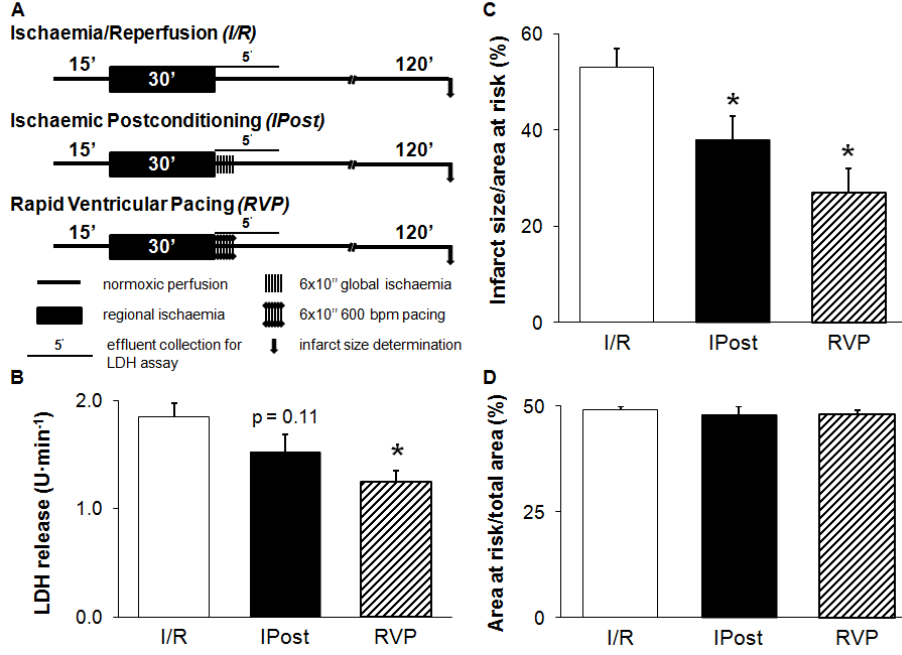 A
Ischaemia/Reperfusion (I/R)
15’ 30’ 5’ 120’
Ischaemic Postconditioning (IPost)
15’ 30’ 5’ 120’
Rapid Ventricular Pacing (RVP)
15’ 30’ 5’ 120’
normoxic perfusion
6x10’’ global ischaemia
regional ischaemia
6x10’’ 600 bpm pacing
5’ effluent collection for
LDH assay
infarct size determination
B
LDH release (U·min-1)
2.0
1.0
0.0
p = 0.11
*
I/R IPost RVP
C
Infarct size/area at risk (%)
60
40
20
0
*
*
I/R IPost RVP
D
Area at risk/total area (%)
50
25
0
I/R IPost RVP